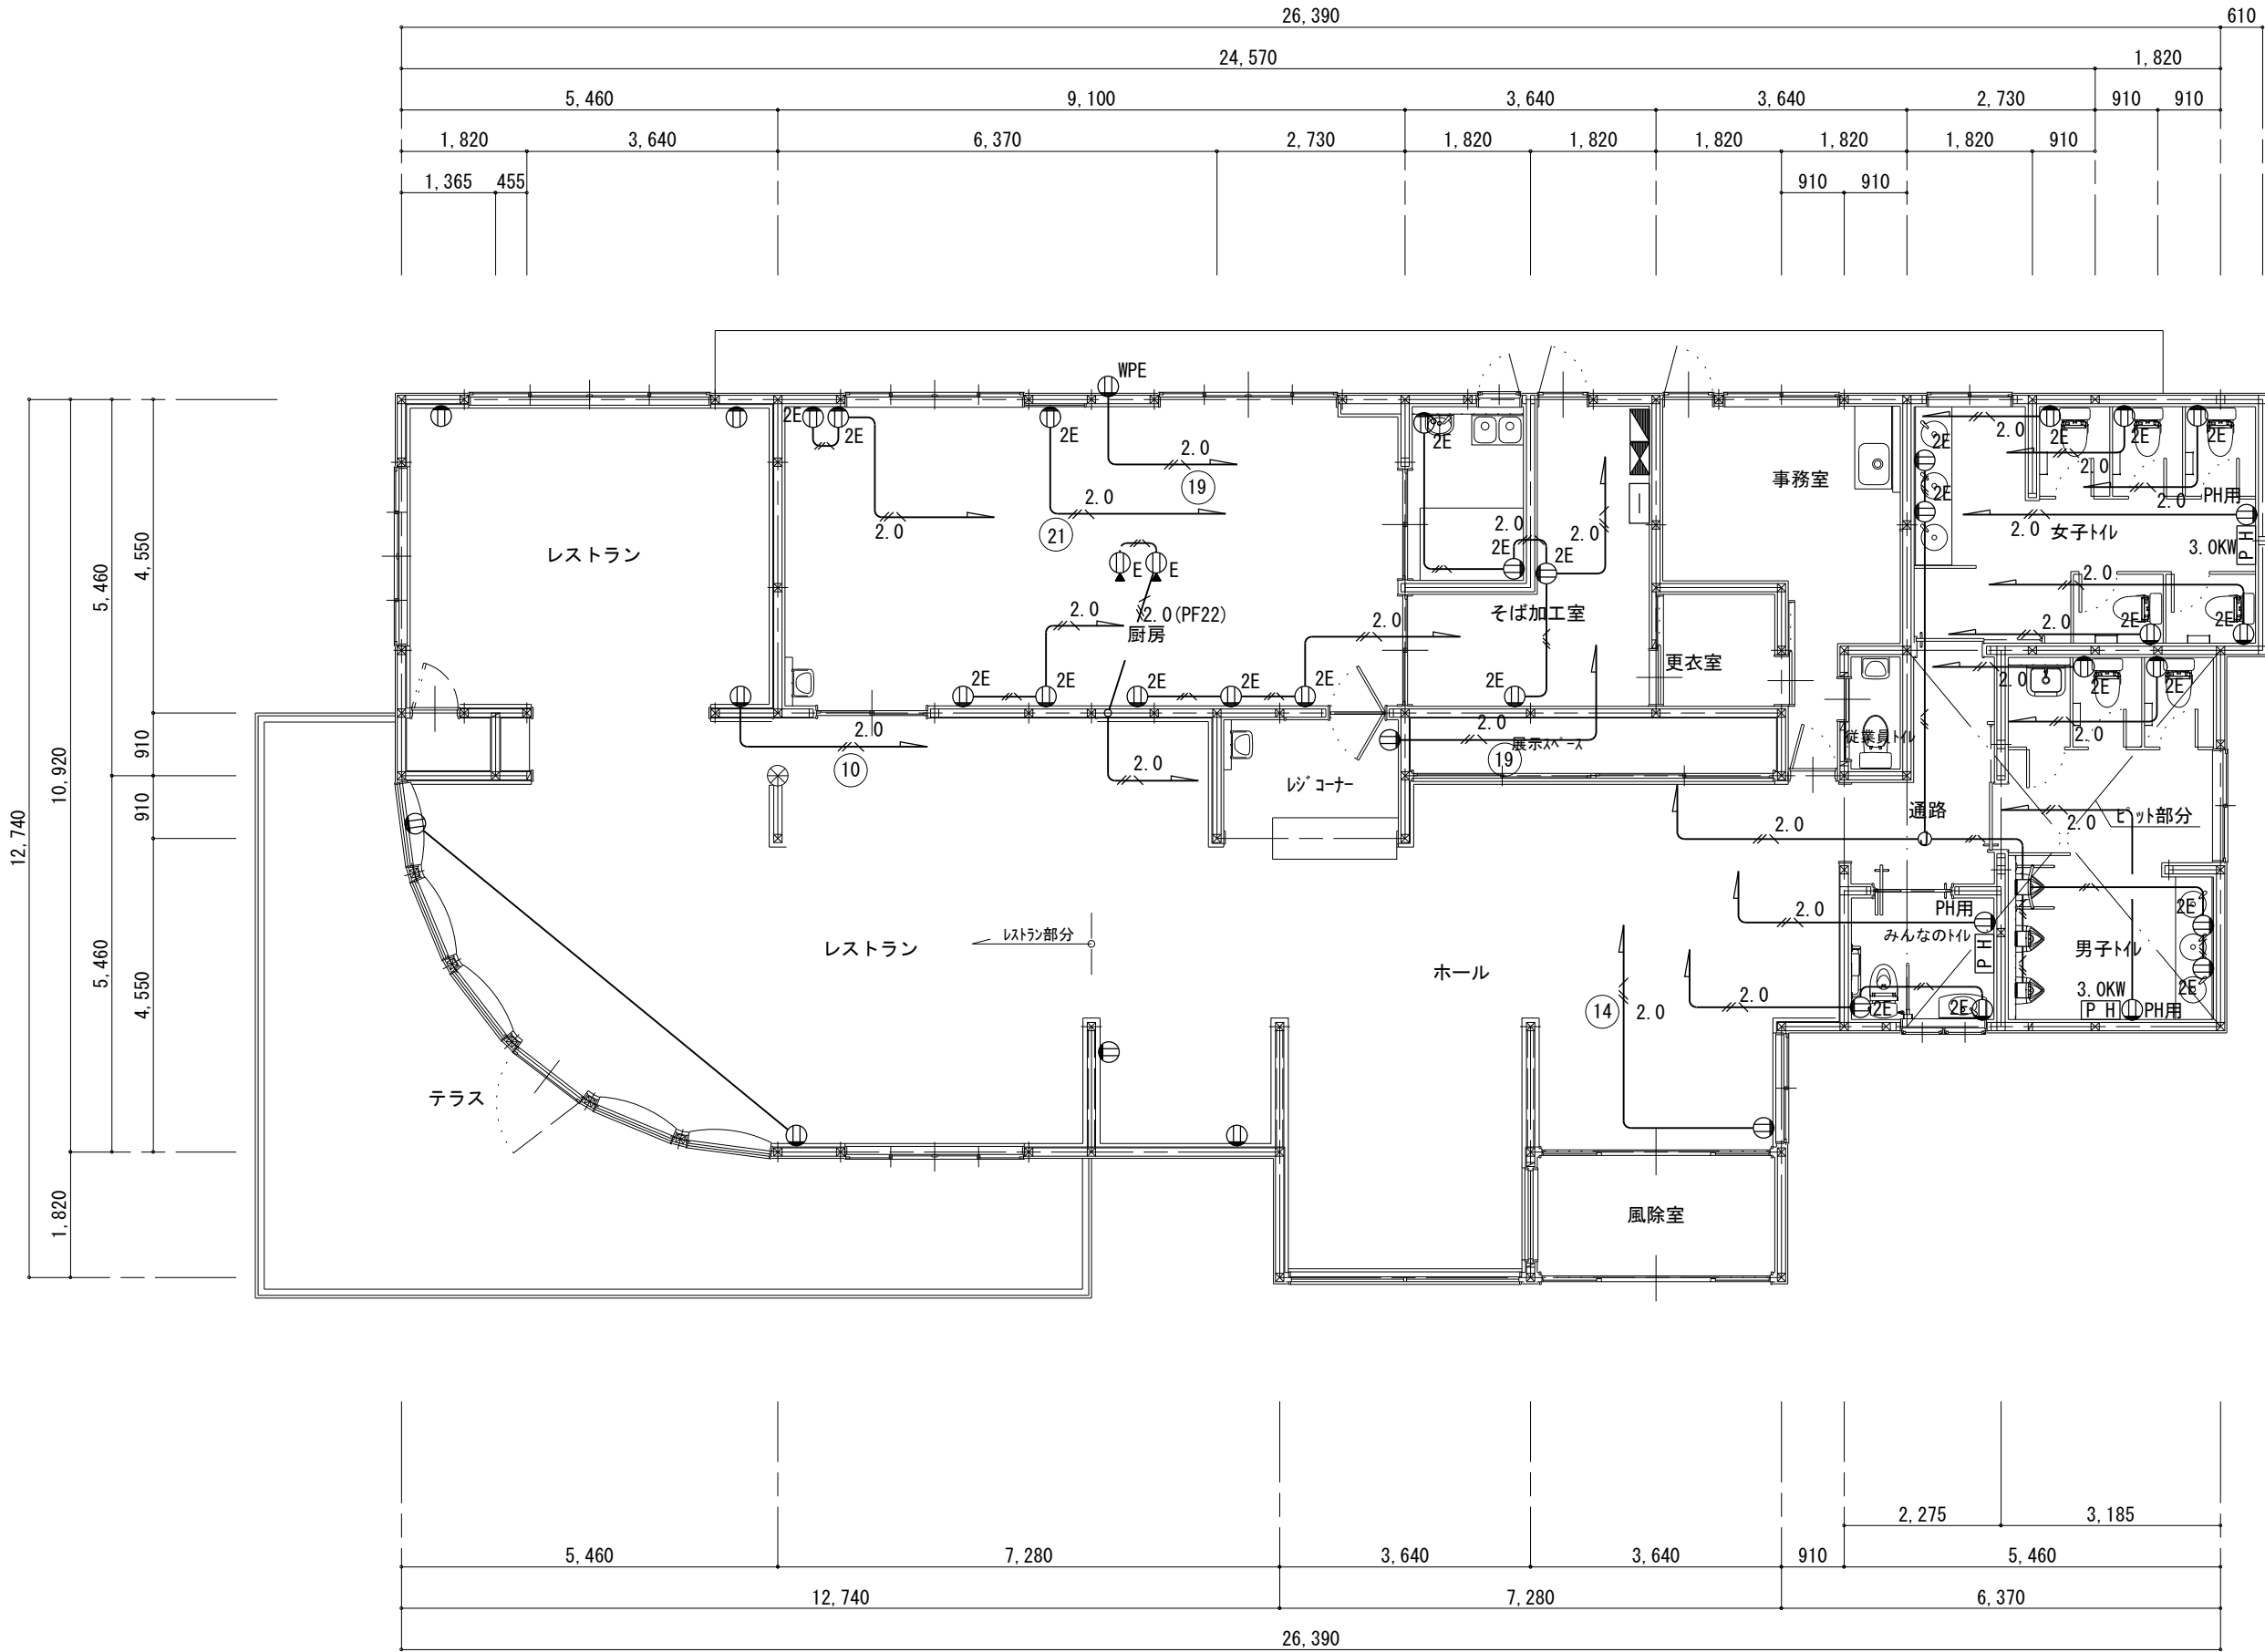 26,390
610
24,570
1,820
5,460
9,100
3,640
3,640
2,730
910
910
1,820
3,640
6,370
2,730
1,820
1,820
1,820
1,820
1,820
910
1,365
455
910
910
WPE
2E
2E
2E
2.0
19
2.0
21
2.0
レストラン
E
E
2.0(PF22)
厨房
2.0
2.0
2E
2E
2E
2E
2E
2E
2.0
2E
2E
2.0
そば加工室
2E
事務室
更衣室
2E
2E
2.0
2E
2E
2E
2.0
2.0
PH用
2.0
女子トイレ
3.0KW
PH
2.0
2E
2E
2.0
2.0
2E
2E
2.0
2.0
10
2.0
2.0
19
展示スペース
レジコーナー
従業員トイレ
通路
2.0
2.0
ピット部分
2.0
PH用
みんなのトイレ
PH
2E
男子トイレ
2E
3.0KW
PH
PH用
2.0
2E
2E
レストラン
レストラン部分
ホール
14
2.0
テラス
風除室
12,740
10,920
1,820
5,460
5,460
4,550
910
910
4,550
2,275
3,185
5,460
7,280
3,640
3,640
910
5,460
12,740
7,280
6,370
26,390